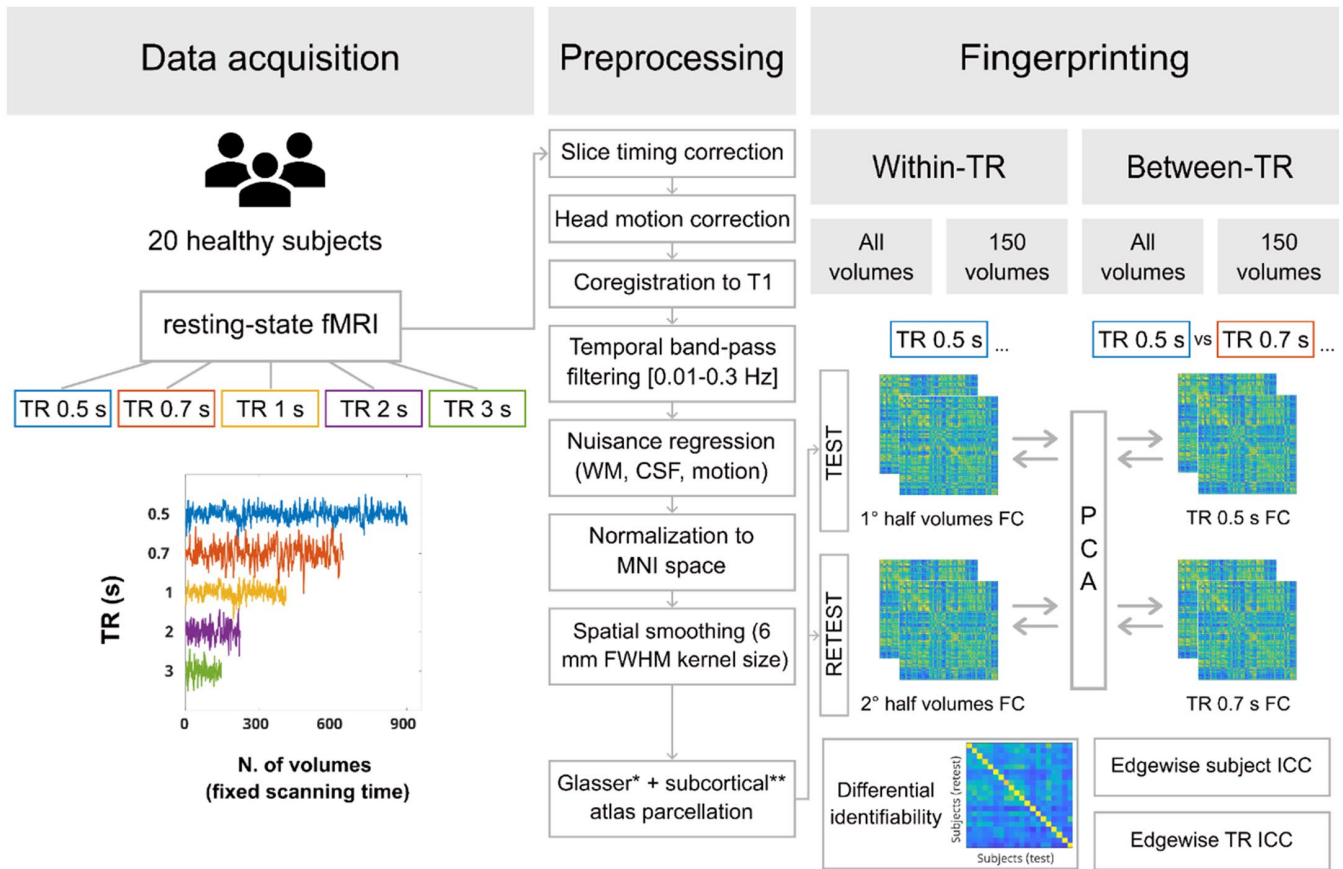 Data acquisition
Preprocessing
Fingerprinting
20 healthy subjects
resting-state fMRI
TR 0.5 s
TR 0.7 s
TR 1 s
TR 2 s
TR 3 s
TR (s)
0.5
0.7
1
2
3
0
300
600
900
N. of volumes
(fixed scanning time)
Slice timing correction
Head motion correction
Coregistration to T1
Temporal band-pass
filtering [0.01-0.3 Hz]
Nuisance regression
(WM, CSF, motion)
Normalization to
MNI space
Spatial smoothing (6
mm FWHM kernel size)
Glasser* + subcortical**
atlas parcellation
Within-TR
Between-TR
All
volumes
150
volumes
All
volumes
150
volumes
TR 0.5 s ...
TR 0.5 s vs TR 0.7 s ...
TEST
1° half volumes FC
PCA
TR 0.5 s FC
RETEST
2° half volumes FC
TR 0.7 s FC
Differential
identifiability
Subjects (retest)
Subjects (test)
Edgewise subject ICC
Edgewise TR ICC